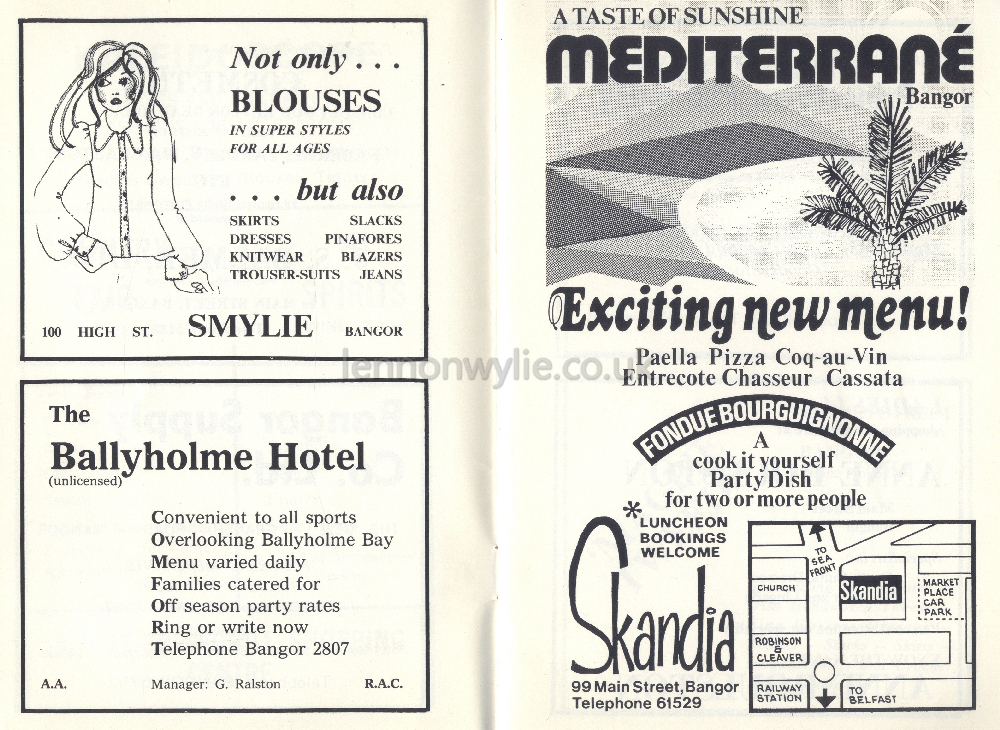 Not only . . .
BLOUSES
IN SUPER STYLES
FOR ALL AGES
. . . but also
SKIRTS SLACKS
DRESSES PINAFORES
KNITWEAR BLAZERS
TROUSER-SUITS JEANS
100 HIGH ST. SMYLIE BANGOR
The
Ballyholme Hotel
(unlicensed)
Convenient to all sports
Overlooking Ballyholme Bay
Menu varied daily
Families catered for
Off season party rates
Ring or write now
Telephone Bangor 2807
A.A. Manager: G. Ralston R.A.C.
A TASTE OF SUNSHINE
MEDITERRANÉ
Bangor
Exciting new menu!
Paella Pizza Coq-au-Vin
Entrecote Chasseur Cassata
lennonwylie.co.uk
FONDUE BOURGUIGNONNE
A
cook it yourself
Party Dish
for two or more people
*LUNCHEON
BOOKINGS
WELCOME
Skandia
99 Main Street, Bangor
Telephone 61529
TO
SEA
FRONT
CHURCH
Skandia
MARKET
PLACE
CAR
PARK
ROBINSON
&
CLEAVER
RAILWAY
STATION
TO
BELFAST